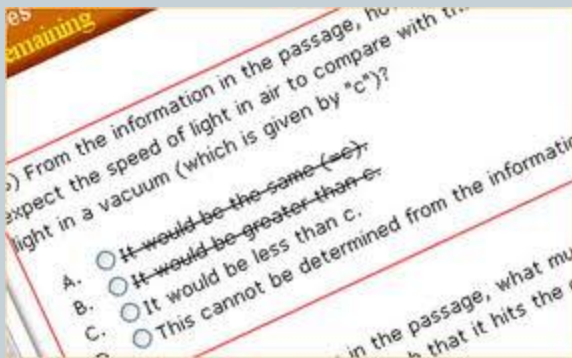 es
emaining
) From the information in the passage, ho
expect the speed of light in air to compare with th
light in a vacuum (which is given by "c")?
A. It would be the same (=c).
B. It would be greater than c.
C. It would be less than c.
This cannot be determined from the informatio
in the passage, what mu
h that it hits the